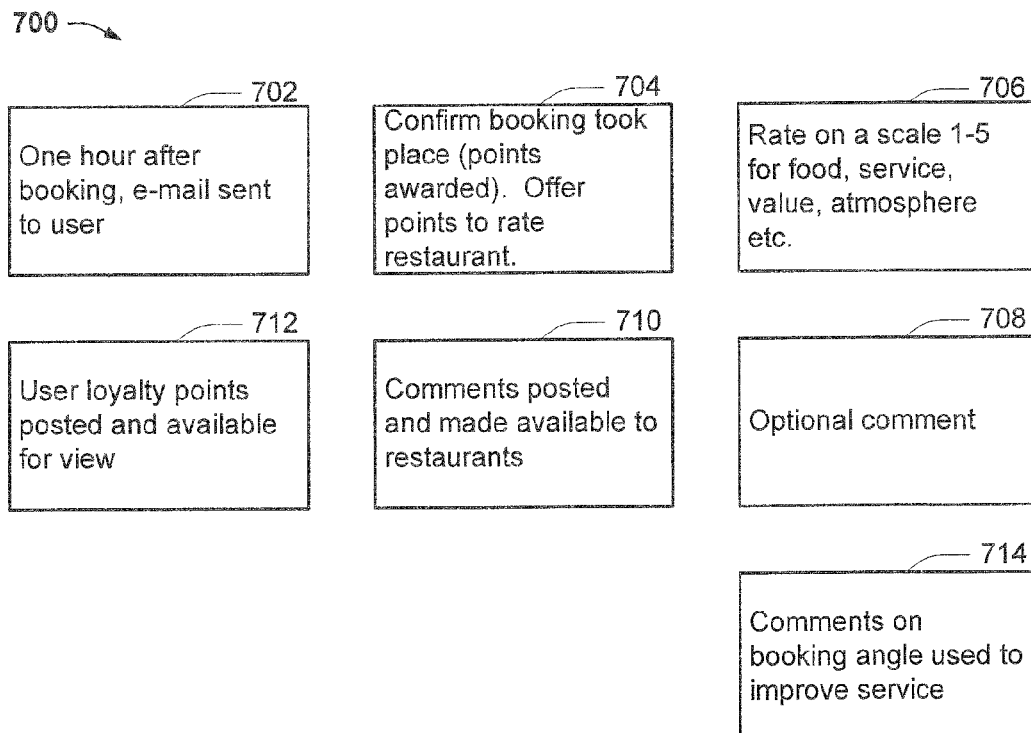 700
702
One hour after
booking, e-mail sent
to user
704
Confirm booking took
place (points
awarded). Offer
points to rate
restaurant.
706
Rate on a scale 1-5
for food, service,
value, atmosphere
etc.
712
User loyalty points
posted and available
for view
710
Comments posted
and made available to
restaurants
708
Optional comment
714
Comments on
booking angle used to
improve service